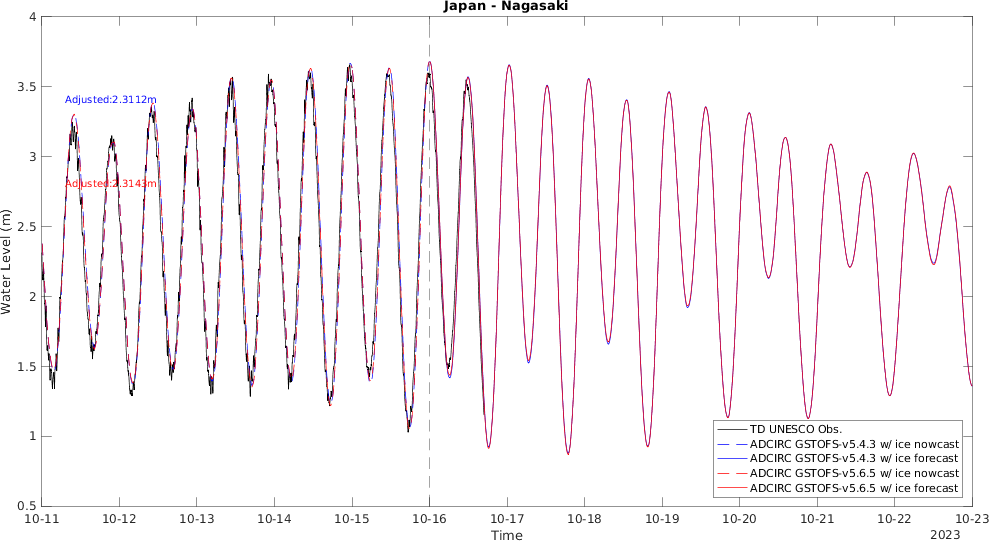 Japan - Nagasaki
4
3.5
3
2.5
2
1.5
1
0.5
Water Level (m)
Adjusted:2.3112m
Adjusted:2.3143m
TD UNESCO Obs.
ADCIRC GSTOFS-v5.4.3 w/ ice nowcast
ADCIRC GSTOFS-v5.4.3 w/ ice forecast
ADCIRC GSTOFS-v5.6.5 w/ ice nowcast
ADCIRC GSTOFS-v5.6.5 w/ ice forecast
10-11 10-12 10-13 10-14 10-15 10-16 10-17 10-18 10-19 10-20 10-21 10-22 10-23
Time
2023